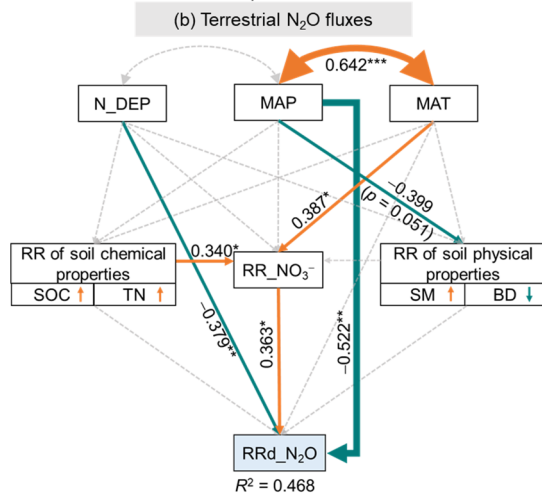 (b) Terrestrial N₂O fluxes
0.642***
N_DEP
MAP
MAT
−0.399
(p = 0.051)
0.387*
RR of soil chemical
properties
SOC ↑
TN ↑
0.340*
RR_NO₃⁻
RR of soil physical
properties
SM ↑
BD ↓
−0.379**
0.363*
−0.522**
RRd_N₂O
R² = 0.468